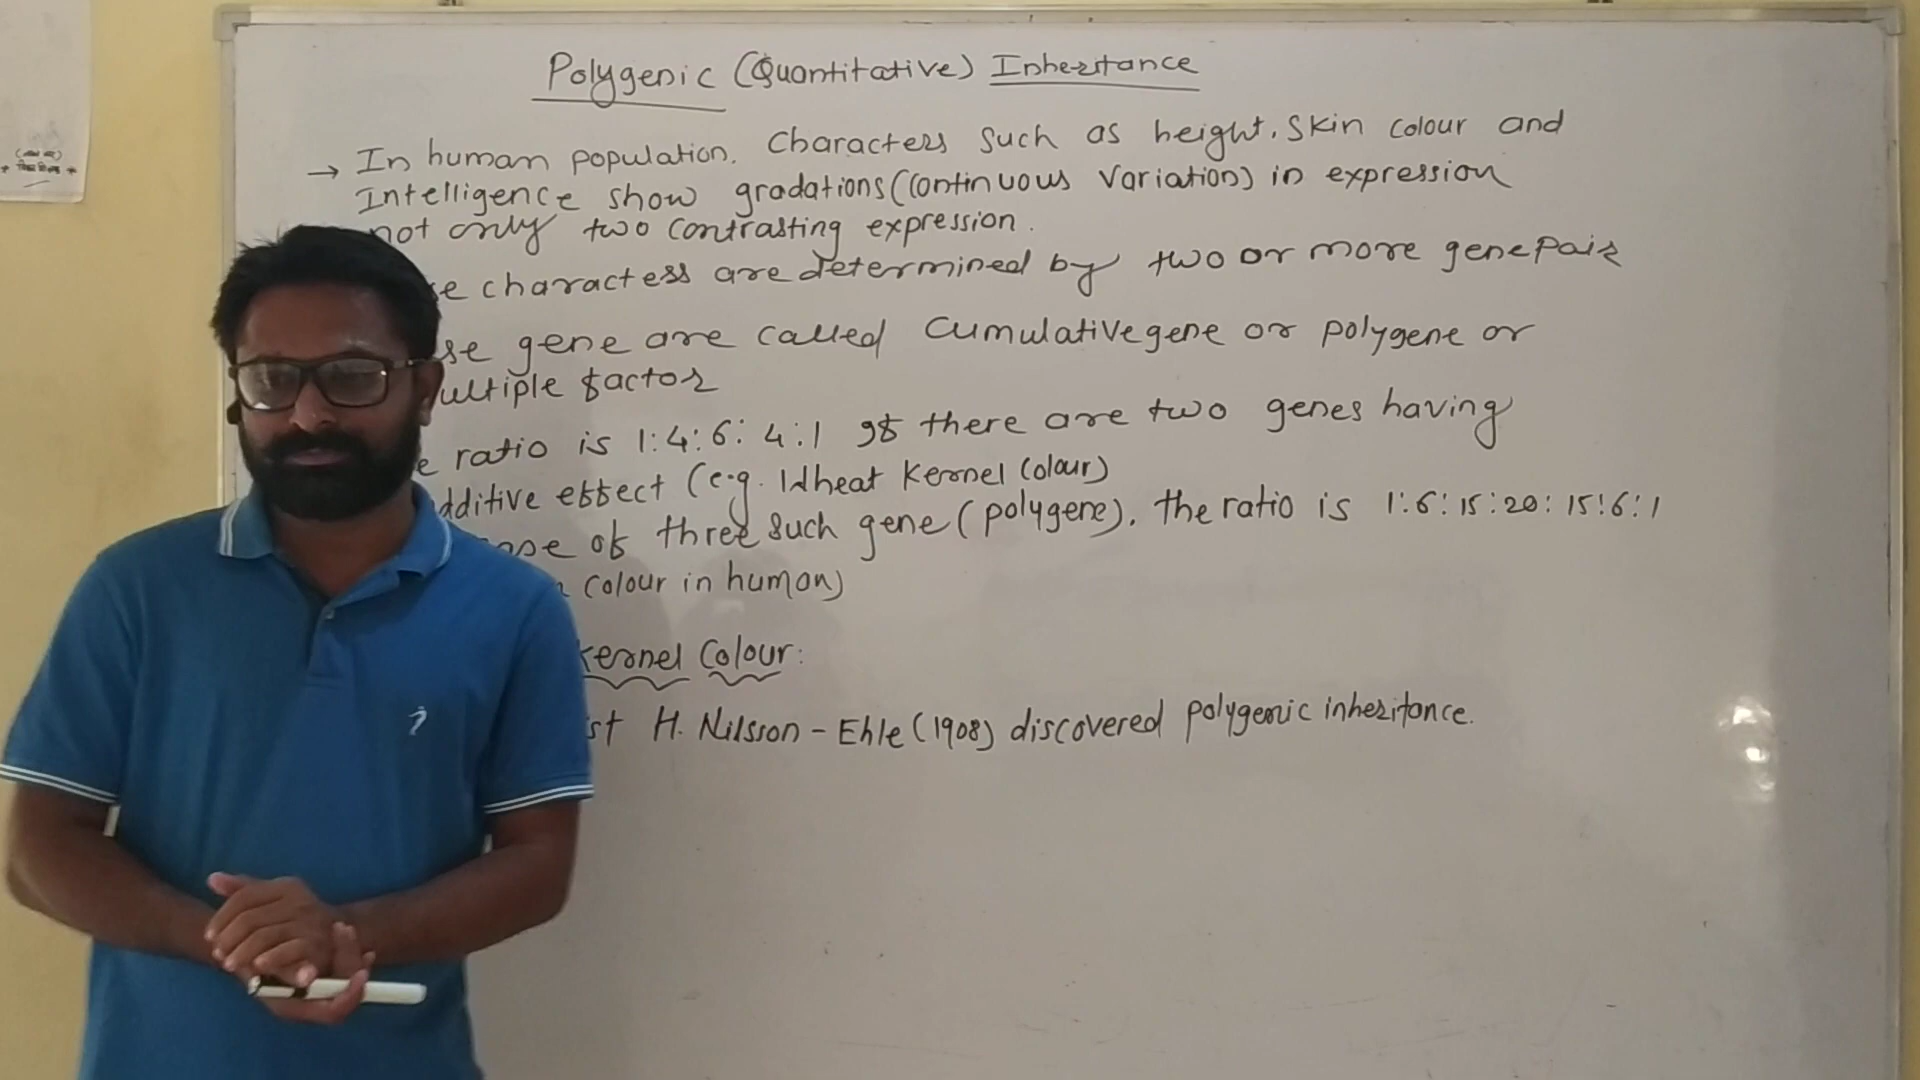 Polygenic (Quantitative) Inheritance
→ In human population. Characters such as height, skin colour and
Intelligence show gradations (continuous variation) in expression
not only two contrasting expression.
se characters are determined by two or more gene pair
se gene are called cumulative gene or polygene or
ultiple factor
e ratio is 1:4:6:4:1 If there are two genes having
dditive effect (e.g. Wheat kernel colour)
of three such gene (polygene), the ratio is 1:6:15:20:15:6:1
colour in human)
kernel colour:
st H. Nilsson - Ehle (1908) discovered polygenic inheritance.